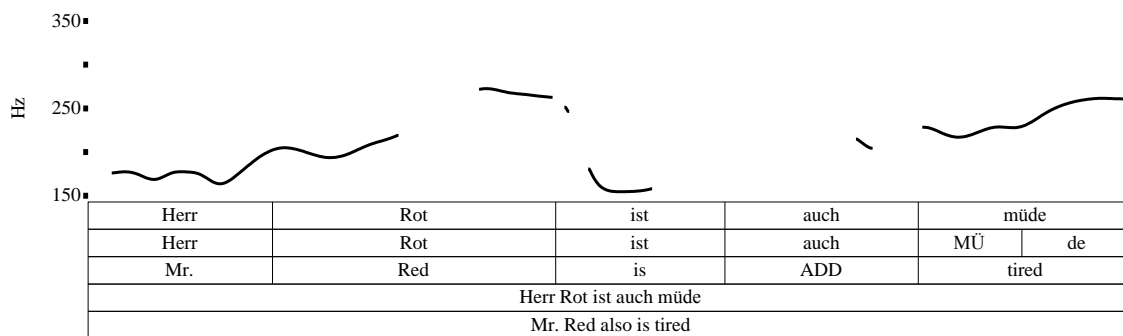 350
250
Hz
150
Herr Rot ist auch müde
Herr Rot ist auch MÜ de
Mr. Red is ADD tired
Herr Rot ist auch müde
Mr. Red also is tired